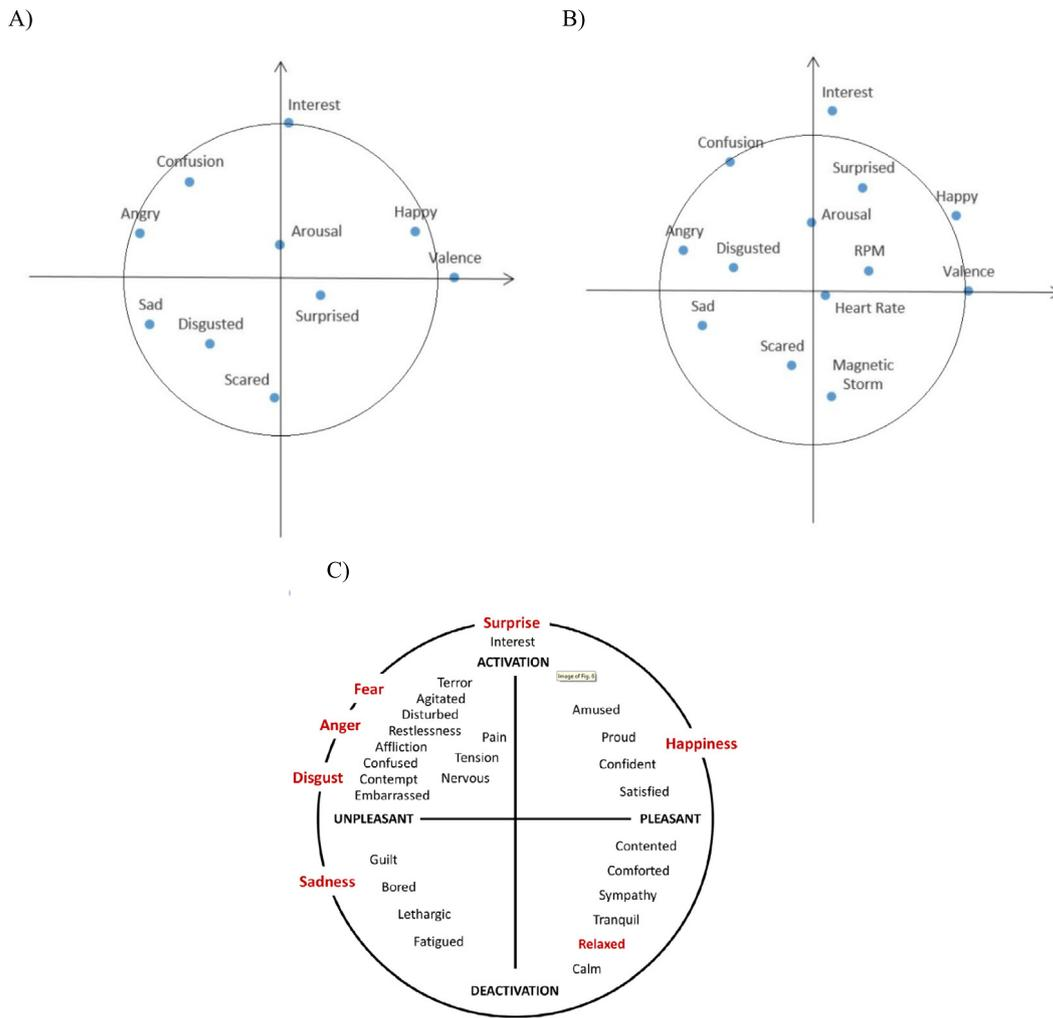 A)
Interest
Confusion
Angry
Happy
Arousal
Valence
Surprised
Sad
Disgusted
Scared
B)
Interest
Confusion
Surprised
Happy
Arousal
Angry
Disgusted
RPM
Valence
Heart Rate
Sad
Scared
Magnetic
Storm
C)
Surprise
Interest
ACTIVATION
Image of Fig. 6
Fear
Terror
Agitated
Disturbed
Restlessness
Anger
Pain
Affliction
Tension
Confused
Disgust
Contempt
Nervous
Embarrassed
Amused
Proud
Happiness
Confident
Satisfied
UNPLEASANT
PLEASANT
Guilt
Sadness
Bored
Lethargic
Fatigued
Contented
Comforted
Sympathy
Tranquil
Relaxed
Calm
DEACTIVATION